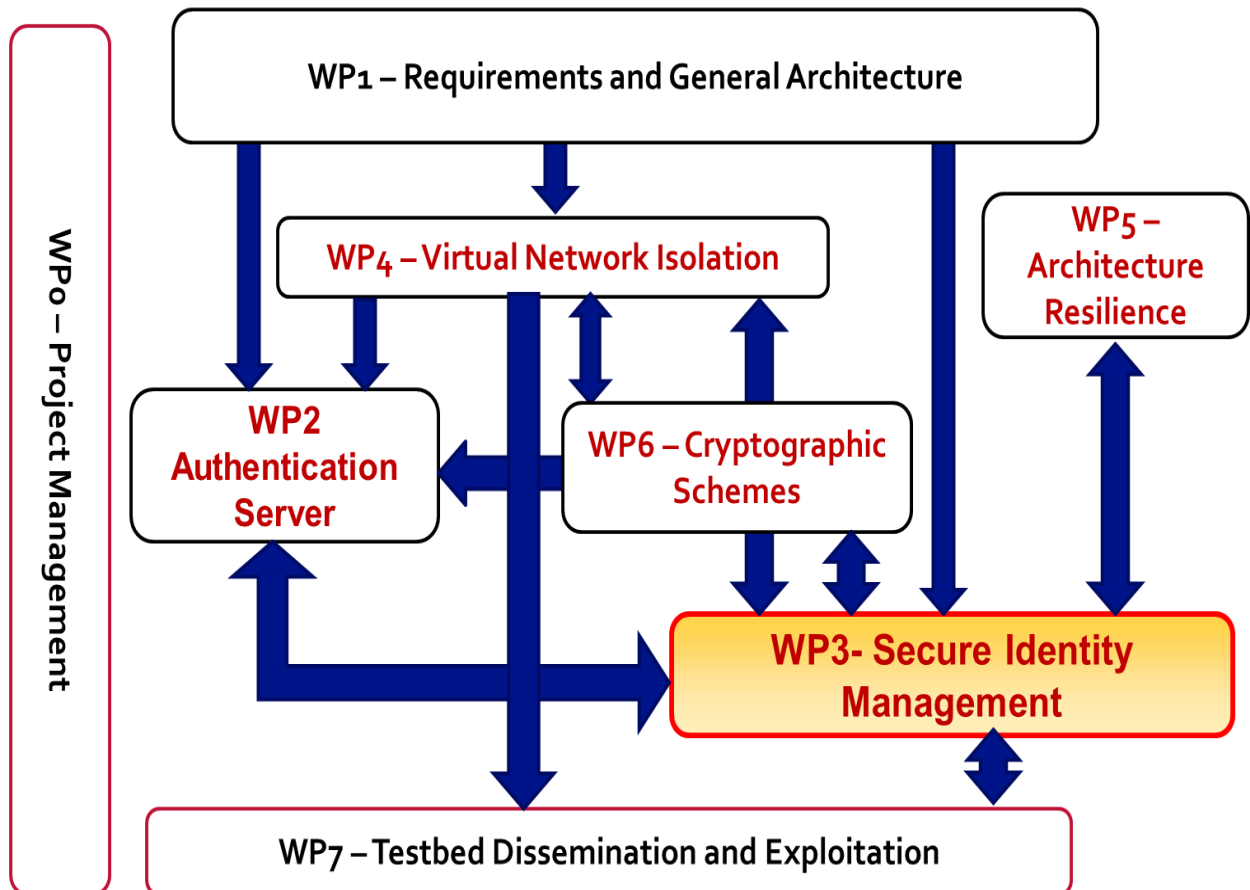 WP0 – Project Management
WP1 – Requirements and General Architecture
WP4 – Virtual Network Isolation
WP5 –
Architecture
Resilience
WP2
Authentication
Server
WP6 – Cryptographic
Schemes
WP3- Secure Identity
Management
WP7 – Testbed Dissemination and Exploitation